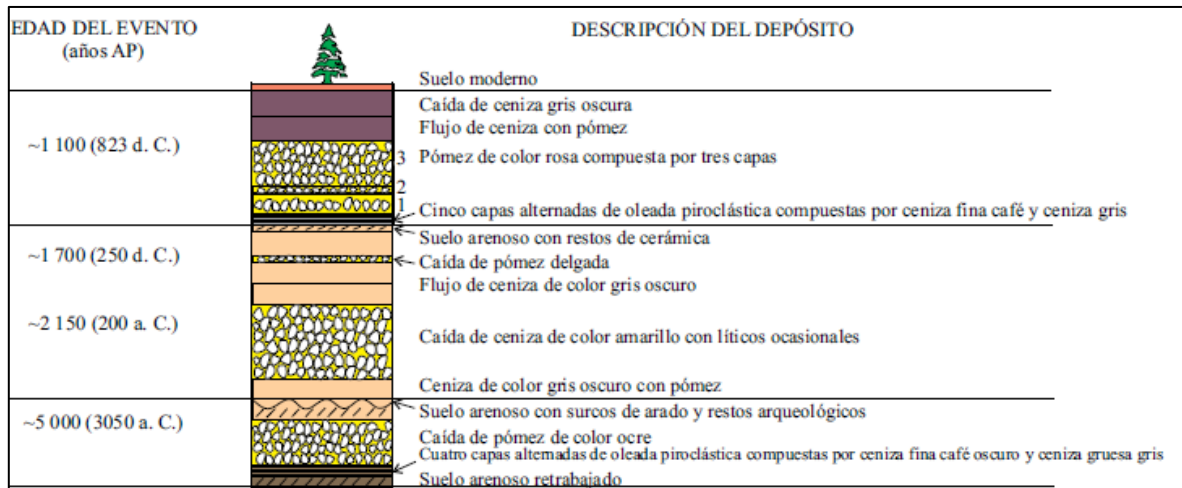 EDAD DEL EVENTO
(años AP)
DESCRIPCIÓN DEL DEPÓSITO
Suelo moderno
~1 100 (823 d. C.)
Caída de ceniza gris oscura
Flujo de ceniza con pómez
3
Pómez de color rosa compuesta por tres capas
2
1
Cinco capas alternadas de oleada piroclástica compuestas por ceniza fina café y ceniza gris
Suelo arenoso con restos de cerámica
~1 700 (250 d. C.)
Caída de pómez delgada
Flujo de ceniza de color gris oscuro
~2 150 (200 a. C.)
Caída de ceniza de color amarillo con líticos ocasionales
Ceniza de color gris oscuro con pómez
Suelo arenoso con surcos de arado y restos arqueológicos
~5 000 (3050 a. C.)
Caída de pómez de color ocre
Cuatro capas alternadas de oleada piroclástica compuestas por ceniza fina café oscuro y ceniza gruesa gris
Suelo arenoso retrabajado